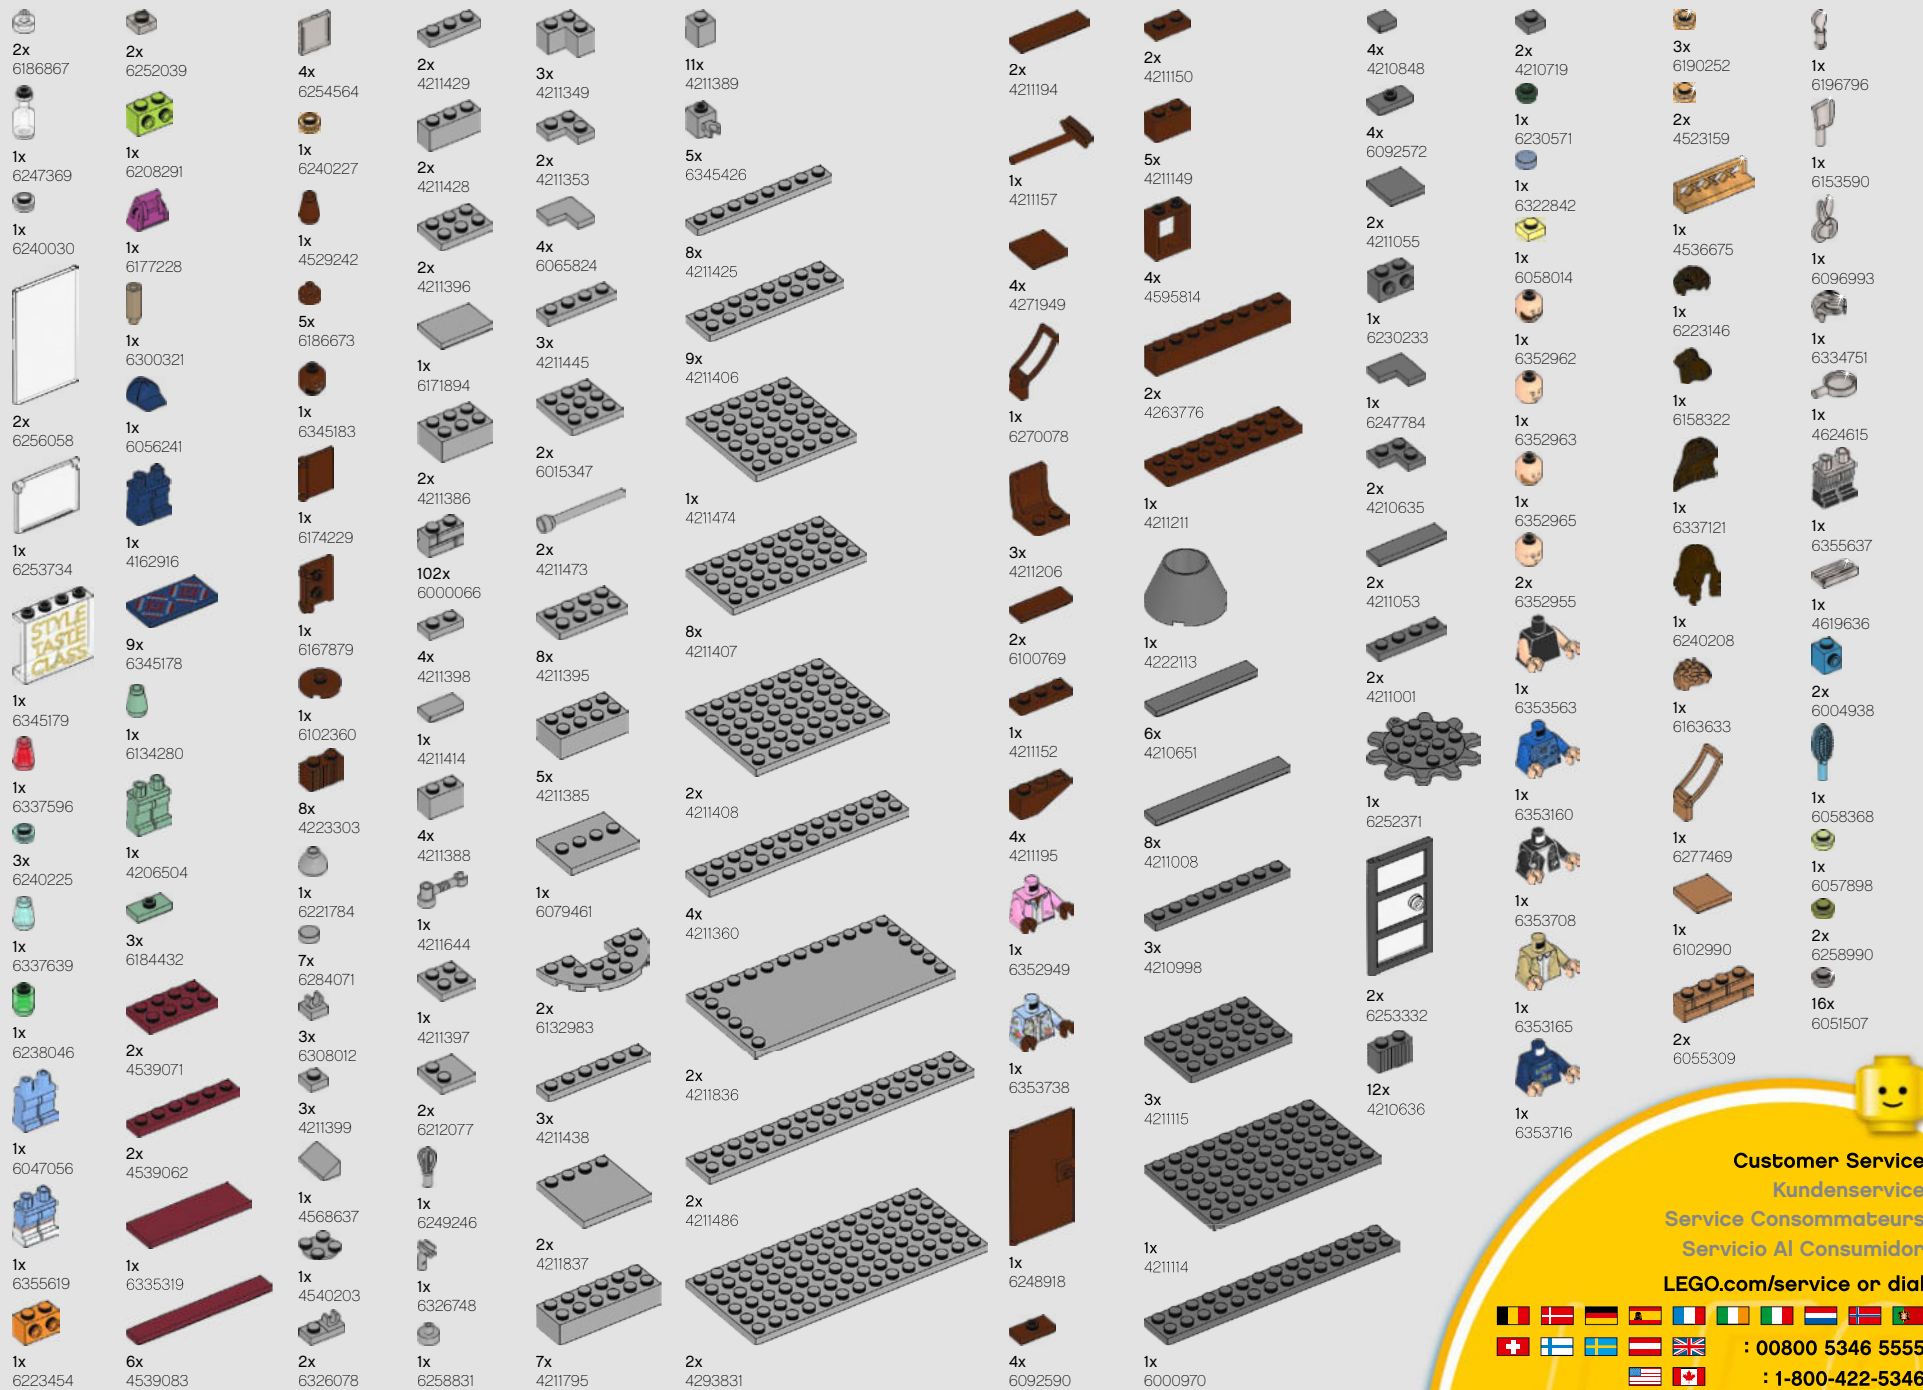 2x
6186867
1x
6247369
1x
6240030
2x
6256058
1x
6253734
STYLE
TASTE
CLASS
1x
6345179
1x
6337596
3x
6240225
1x
6337639
1x
6238046
1x
6047056
1x
6355619
1x
6223454
2x
6252039
1x
6208291
1x
6177228
1x
6300321
1x
6056241
1x
4162916
9x
6345178
1x
6134280
1x
4206504
3x
6184432
2x
4539071
2x
4539062
1x
6335319
6x
4539083
4x
6254564
1x
6240227
1x
4529242
5x
6186673
1x
6345183
1x
6174229
1x
6167879
1x
6102360
8x
4223303
1x
6221784
7x
6284071
3x
6308012
3x
4211399
1x
4568637
1x
4540203
2x
6326078
2x
4211429
2x
4211428
2x
4211396
1x
6171894
2x
4211386
102x
6000066
4x
4211398
1x
4211414
4x
4211388
1x
4211644
1x
4211397
2x
6212077
1x
6249246
1x
6326748
1x
6258831
3x
4211349
2x
4211353
4x
6065824
3x
4211445
2x
6015347
2x
4211473
8x
4211395
5x
4211385
1x
6079461
2x
6132983
3x
4211438
2x
4211837
7x
4211795
11x
4211389
5x
6345426
8x
4211425
9x
4211406
1x
4211474
8x
4211407
2x
4211408
4x
4211360
2x
4211836
2x
4211486
2x
4293831
2x
4211194
1x
4211157
4x
4271949
1x
6270078
3x
4211206
2x
6100769
1x
4211152
4x
4211195
1x
6352949
1x
6353738
1x
6248918
4x
6092590
2x
4211150
5x
4211149
4x
4595814
2x
4263776
1x
4211211
1x
4222113
6x
4210651
8x
4211008
3x
4210998
3x
4211115
1x
4211114
1x
6000970
4x
4210848
4x
6092572
2x
4211055
1x
6230233
1x
6247784
2x
4210635
2x
4211053
2x
4211001
1x
6252371
2x
6253332
12x
4210636
2x
4210719
1x
6230571
1x
6322842
1x
6058014
1x
6352962
1x
6352963
1x
6352965
2x
6352955
1x
6353563
1x
6353160
1x
6353708
1x
6353165
1x
6353716
3x
6190252
2x
4523159
1x
4536675
1x
6223146
1x
6158322
1x
6337121
1x
6240208
1x
6163633
1x
6277469
1x
6102990
2x
6055309
1x
6196796
1x
6153590
1x
6096993
1x
6334751
1x
4624615
1x
6355637
1x
4619636
2x
6004938
1x
6058368
1x
6057898
2x
6258990
16x
6051507
Customer Service
Kundenservice
Service Consommateurs
Servicio Al Consumidor
LEGO.com/service or dial
: 00800 5346 5555
: 1-800-422-5346